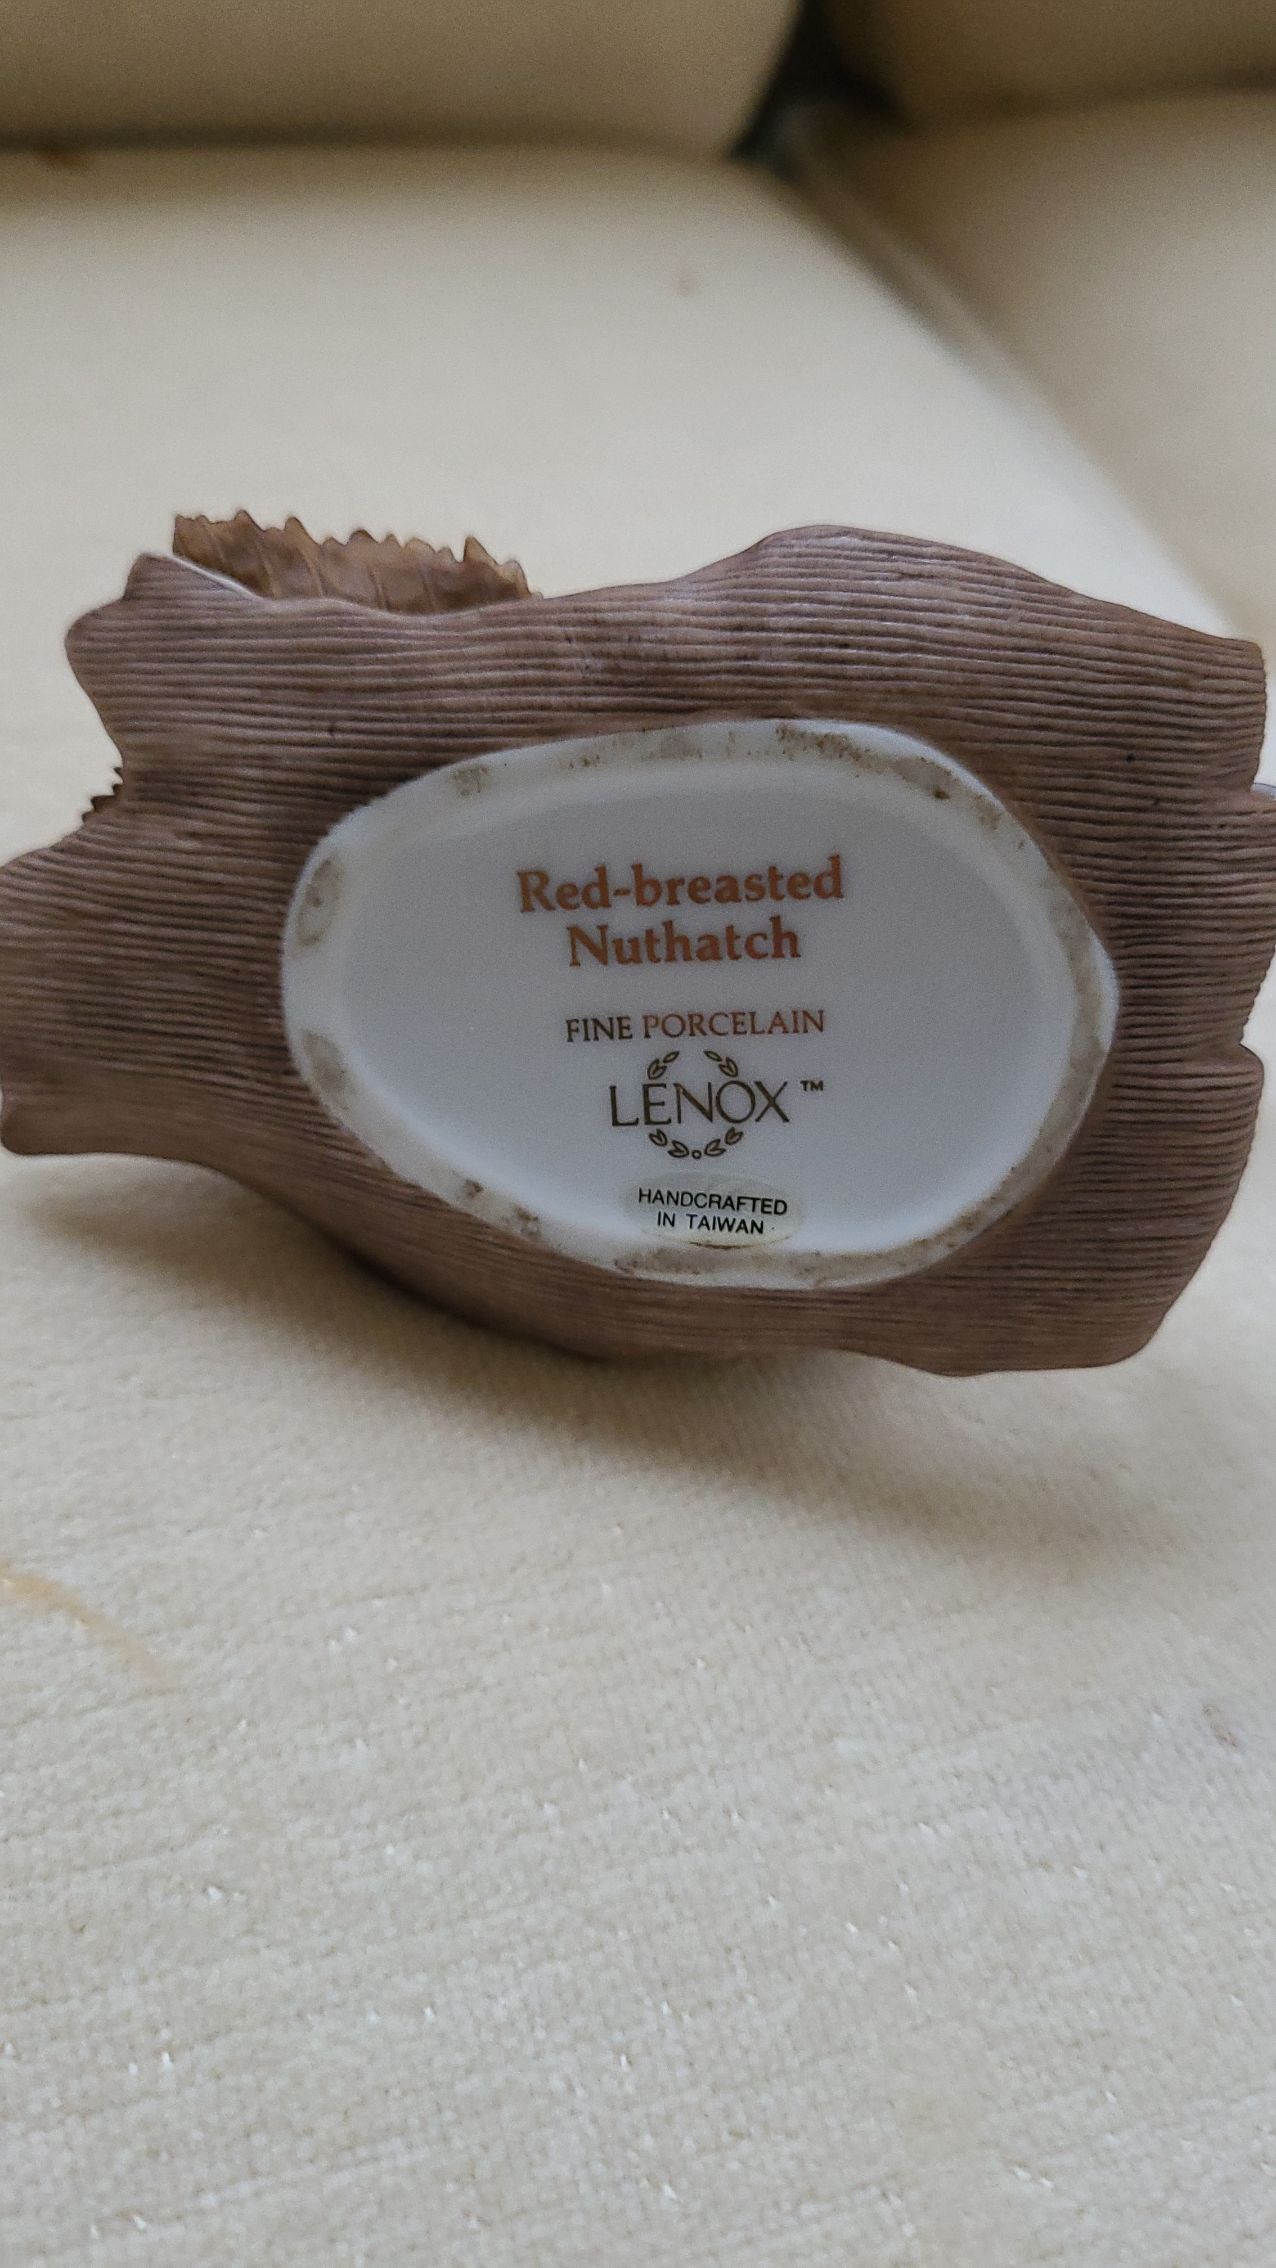 Red-breasted
Nuthatch
FINE PORCELAIN
LENOX™
HANDCRAFTED
IN TAIWAN